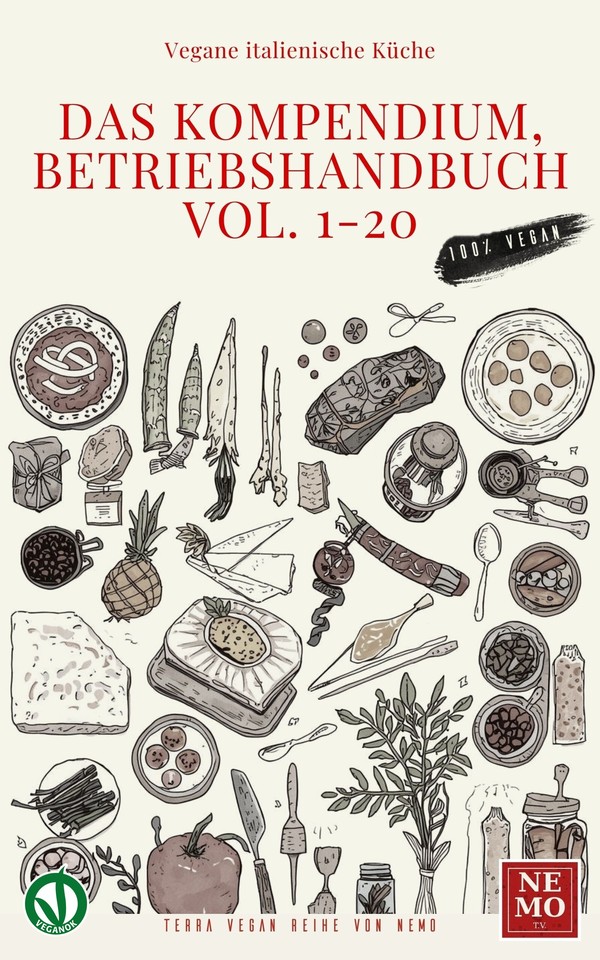 Vegane italienische Küche
DAS KOMPENDIUM,
BETRIEBSHANDBUCH
VOL. 1-20
100% VEGAN
VEGANOK
TERRA VEGAN REIHE VON NEMO
NE
MO
T.V.